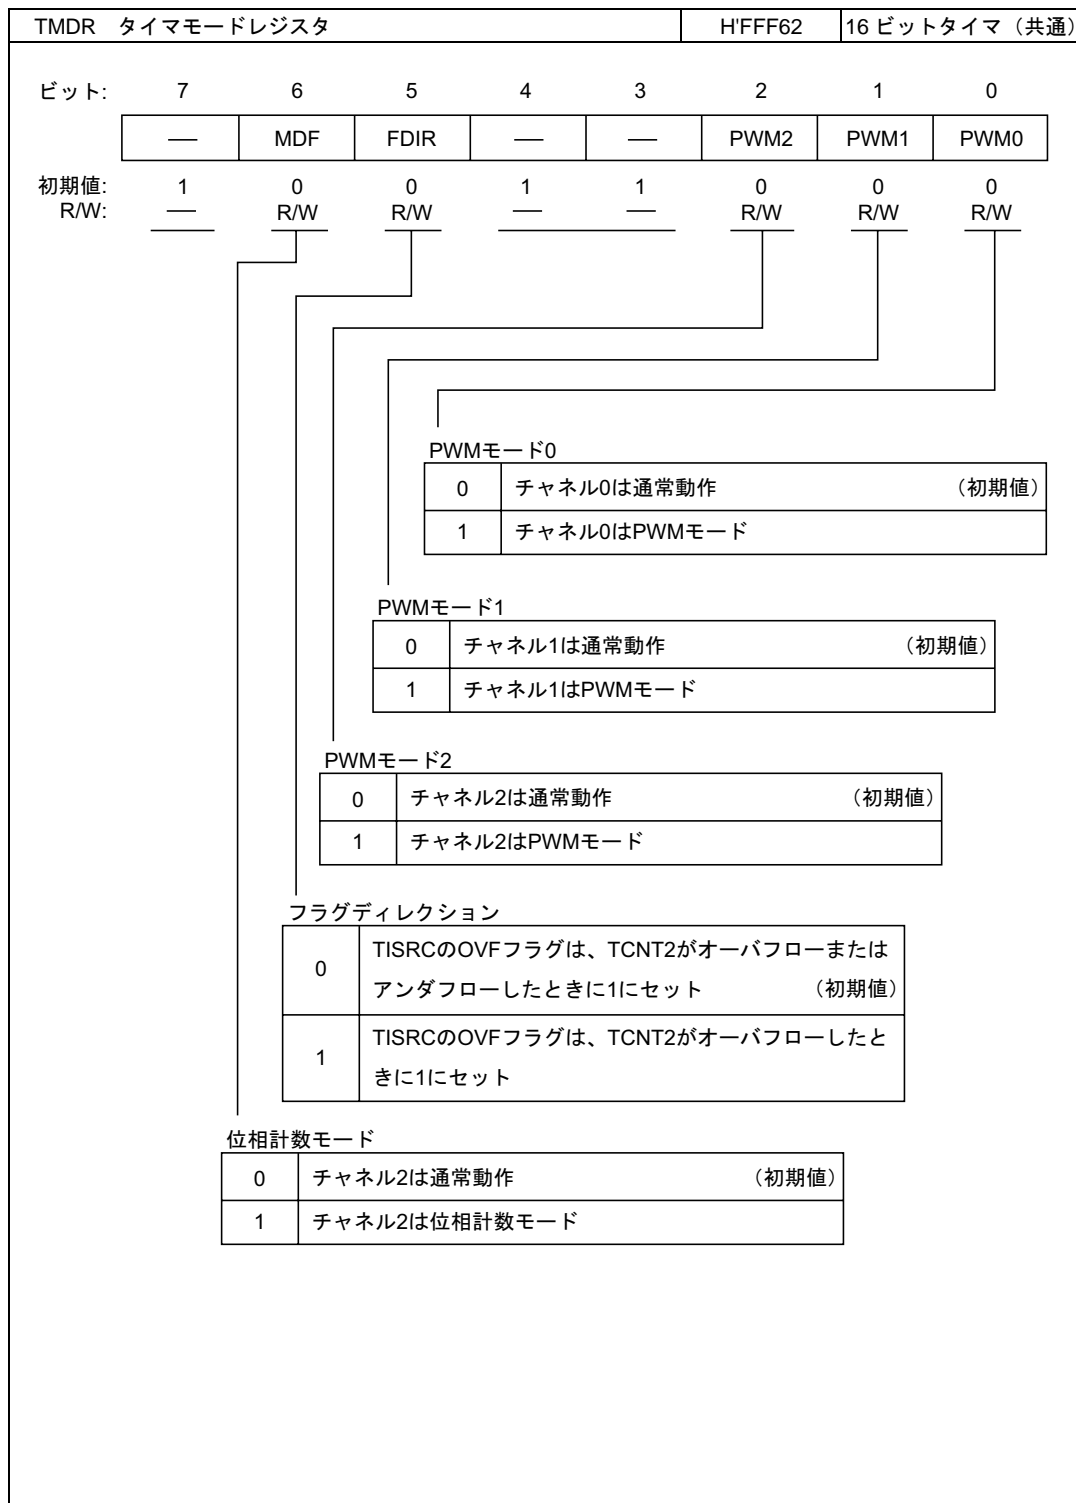 TMDR タイマモードレジスタ H'FFF62 16 ビットタイマ（共通）
ビット: 7 6 5 4 3 2 1 0
— MDF FDIR — — PWM2 PWM1 PWM0
初期値: 1 0 0 1 1 0 0 0
R/W: — R/W R/W — — R/W R/W R/W
PWMモード0
0 チャネル0は通常動作 （初期値）
1 チャネル0はPWMモード
PWMモード1
0 チャネル1は通常動作 （初期値）
1 チャネル1はPWMモード
PWMモード2
0 チャネル2は通常動作 （初期値）
1 チャネル2はPWMモード
フラグディレクション
0 TISRCのOVFフラグは、TCNT2がオーバフローまたは
アンダフローしたときに1にセット （初期値）
1 TISRCのOVFフラグは、TCNT2がオーバフローしたと
きに1にセット
位相計数モード
0 チャネル2は通常動作 （初期値）
1 チャネル2は位相計数モード